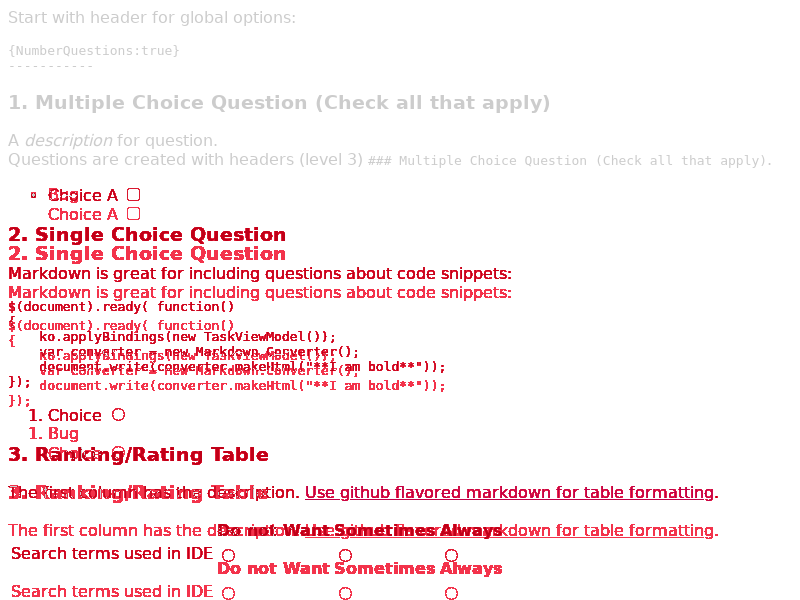 Start with header for global options:
{NumberQuestions:true}
-----------
1. Multiple Choice Question (Check all that apply)
A description for question.
Questions are created with headers (level 3) ### Multiple Choice Question (Check all that apply).
Bug
Choice A
Choice A
2. Single Choice Question
2. Single Choice Question
Markdown is great for including questions about code snippets:
Markdown is great for including questions about code snippets:
$(document).ready( function()
{
$(document).ready( function()
{
ko.applyBindings(new TaskViewModel());
var converter = new Markdown.Converter();
ko.applyBindings(new TaskViewModel());
document.write(converter.makeHtml("**I am bold**"));
var converter = new Markdown.Converter();
});
document.write(converter.makeHtml("**I am bold**"));
});
1. Choice
1. Bug
Choice
3. Ranking/Rating Table
3. Ranking/Rating Table
The first column has the description. Use github flavored markdown for table formatting.
The first column has the description. Use github flavored markdown for table formatting.
Do not Want Sometimes Always
Search terms used in IDE
Do not Want Sometimes Always
Search terms used in IDE